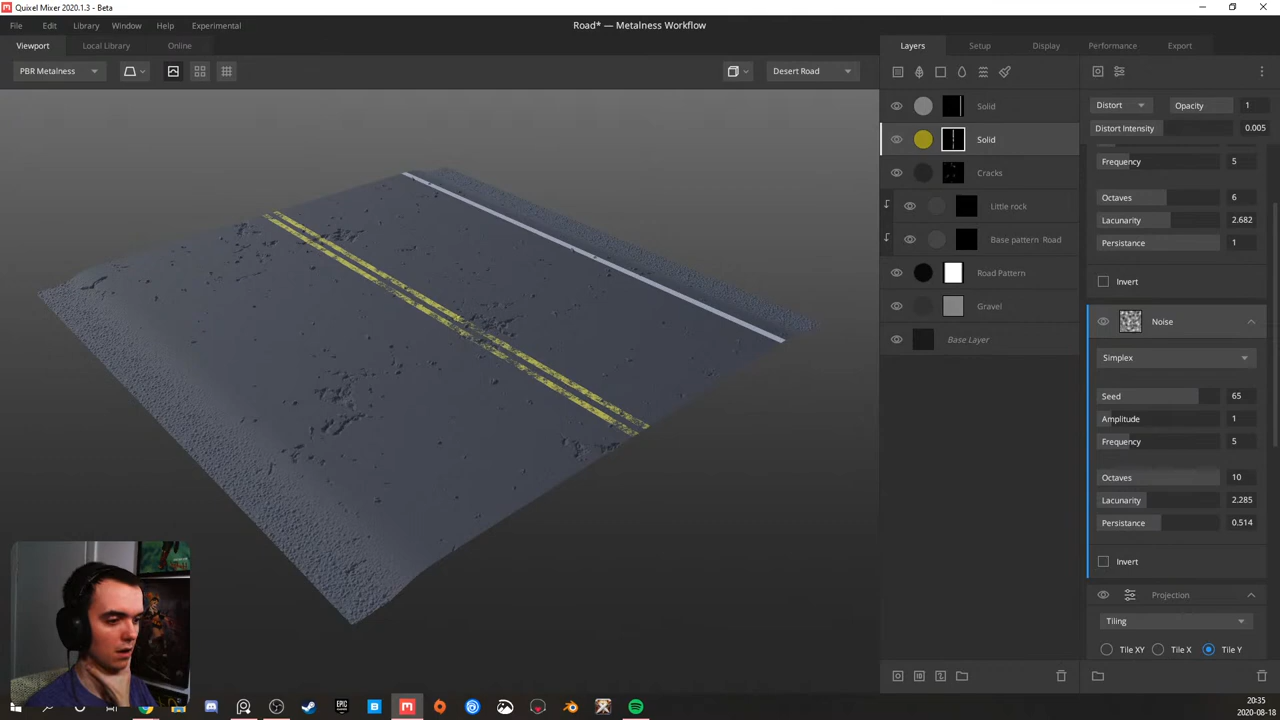 Quixel Mixer 2020.1.3 - Beta
File Edit Library Window Help Experimental
Road* — Metalness Workflow
Viewport Local Library Online
Layers Setup Display Performance Export
PBR Metalness
Desert Road
Solid
Solid
Cracks
Little rock
Base pattern Road
Road Pattern
Gravel
Base Layer
Distort Opacity 1
Distort Intensity 0.005
Frequency 5
Octaves 6
Lacunarity 2.682
Persistance 1
Invert
Noise
Simplex
Seed 65
Amplitude 1
Frequency 5
Octaves 10
Lacunarity 2.285
Persistance 0.514
Invert
Projection
Tiling
Tile XY Tile X Tile Y
EPIC
20:35
2020-08-18